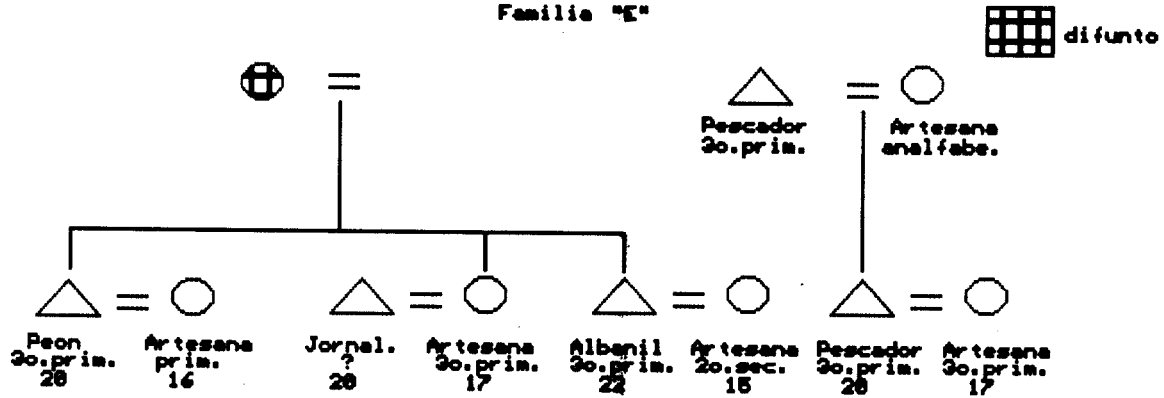 Familia "E"
difunto
Pescador
3o.prim.
Artesana
analfabe.
Peon
3o.prim.
20
Artesana
prim.
16
Jornal.
?
20
Artesana
3o.prim.
17
Albanil
3o.prim.
22
Artesana
2o.sec.
15
Pescador
3o.prim.
20
Artesana
3o.prim.
17